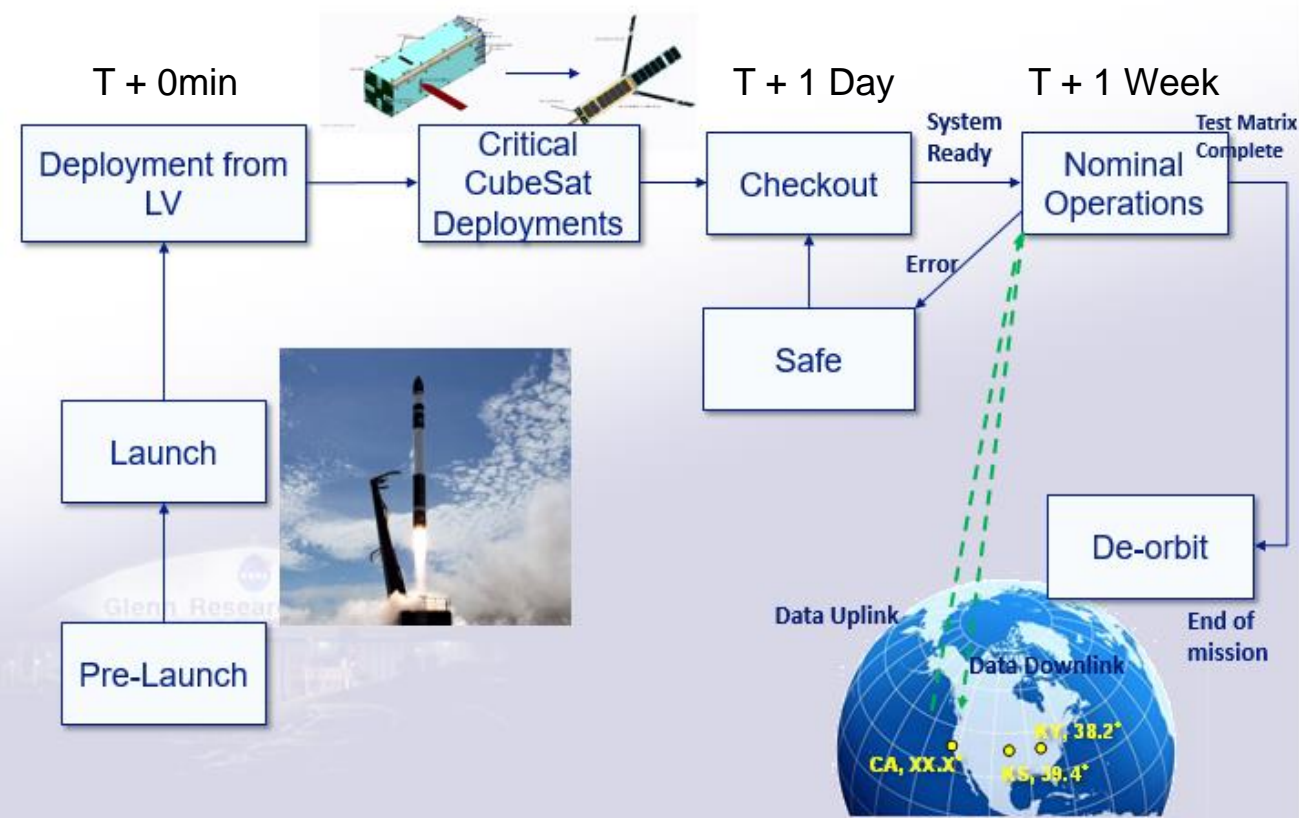 T + 0min
T + 1 Day
T + 1 Week
Deployment from
LV
Critical
CubeSat
Deployments
Checkout
System
Ready
Nominal
Operations
Test Matrix
Complete
Error
Safe
Launch
Pre-Launch
Glenn Resear
De-orbit
End of
mission
Data Uplink
Data Downlink
KY, 38.2°
CA, XX.X°
KS, 39.4°